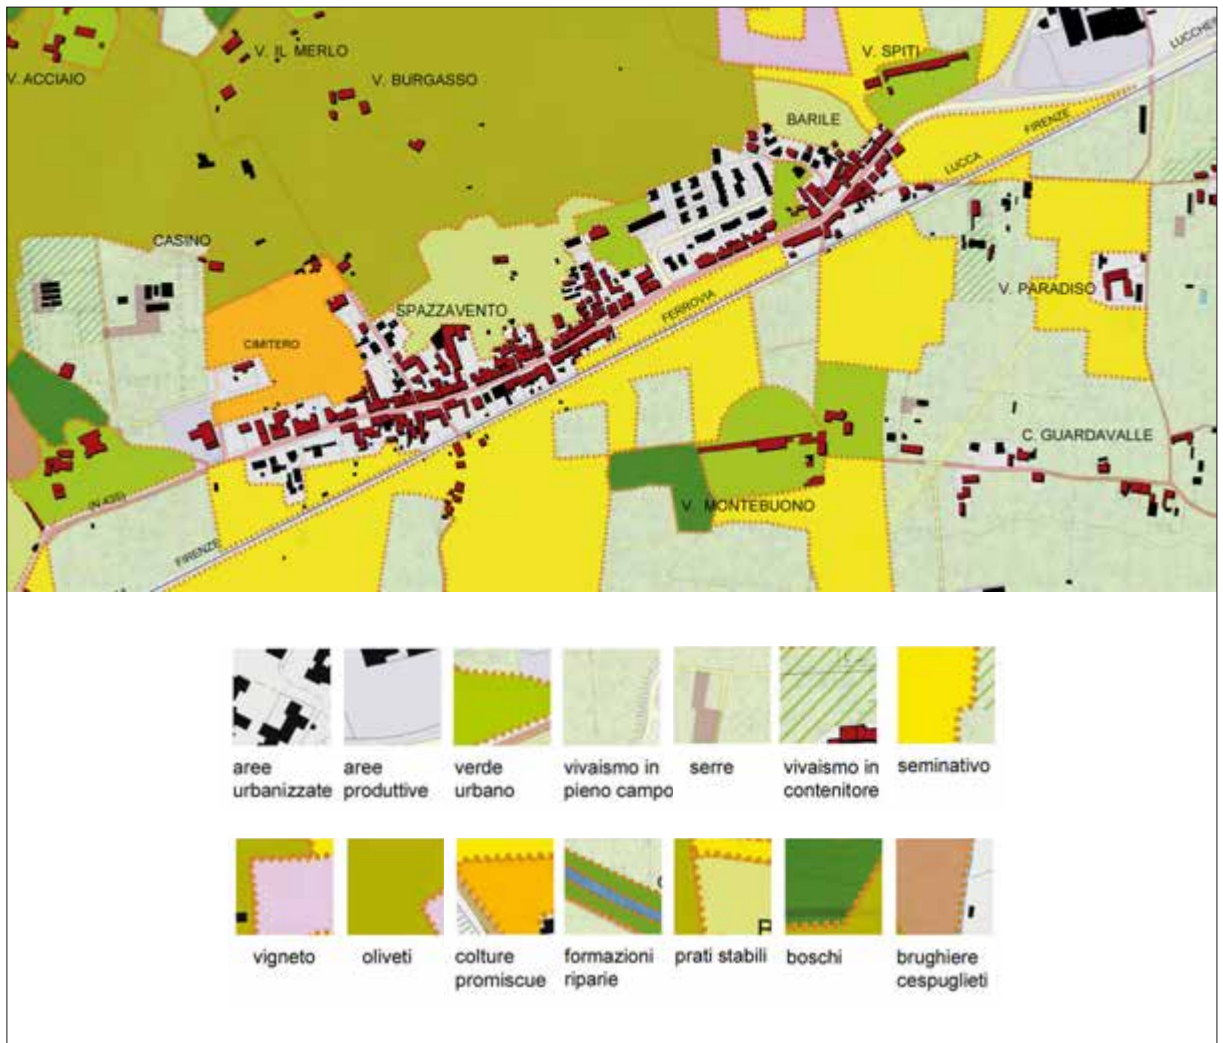 V. IL MERLO
V. SPITI
LUCCHES
V. ACCIAIO
V. BURGASSO
BARILE
FIRENZE
LUCCA
CASINO
V. PARADISO
FERROVIA
SPAZZAVENTO
CIMITERO
C. GUARDAVALLE
(N 435)
V. MONTEBUONO
FIRENZE
aree
urbanizzate
aree
produttive
verde
urbano
vivaismo in
pieno campo
serre
vivaismo in
contenitore
seminativo
P
vigneto
oliveti
colture
promiscue
formazioni
riparie
prati stabili
boschi
brughiere
cespuglieti